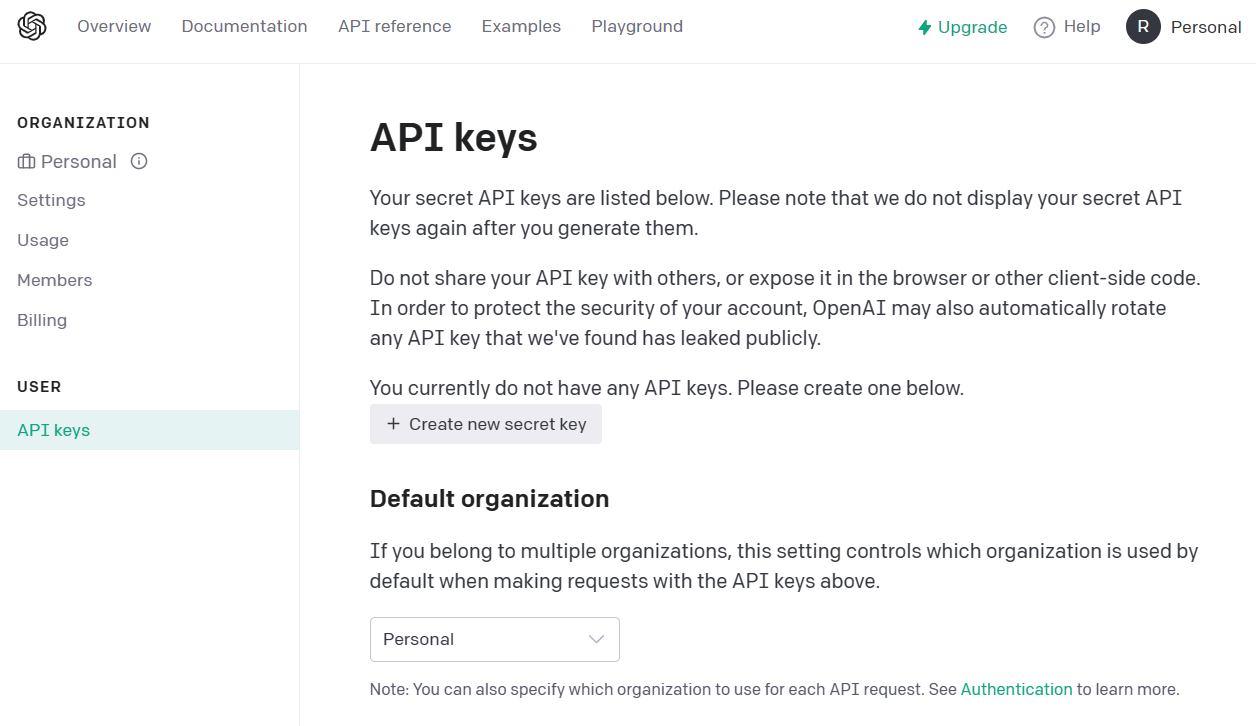 Overview Documentation API reference Examples Playground Upgrade Help R Personal
ORGANIZATION
Personal
Settings
Usage
Members
Billing
USER
API keys
API keys
Your secret API keys are listed below. Please note that we do not display your secret API
keys again after you generate them.
Do not share your API key with others, or expose it in the browser or other client-side code.
In order to protect the security of your account, OpenAI may also automatically rotate
any API key that we've found has leaked publicly.
You currently do not have any API keys. Please create one below.
+ Create new secret key
Default organization
If you belong to multiple organizations, this setting controls which organization is used by
default when making requests with the API keys above.
Personal
Note: You can also specify which organization to use for each API request. See Authentication to learn more.